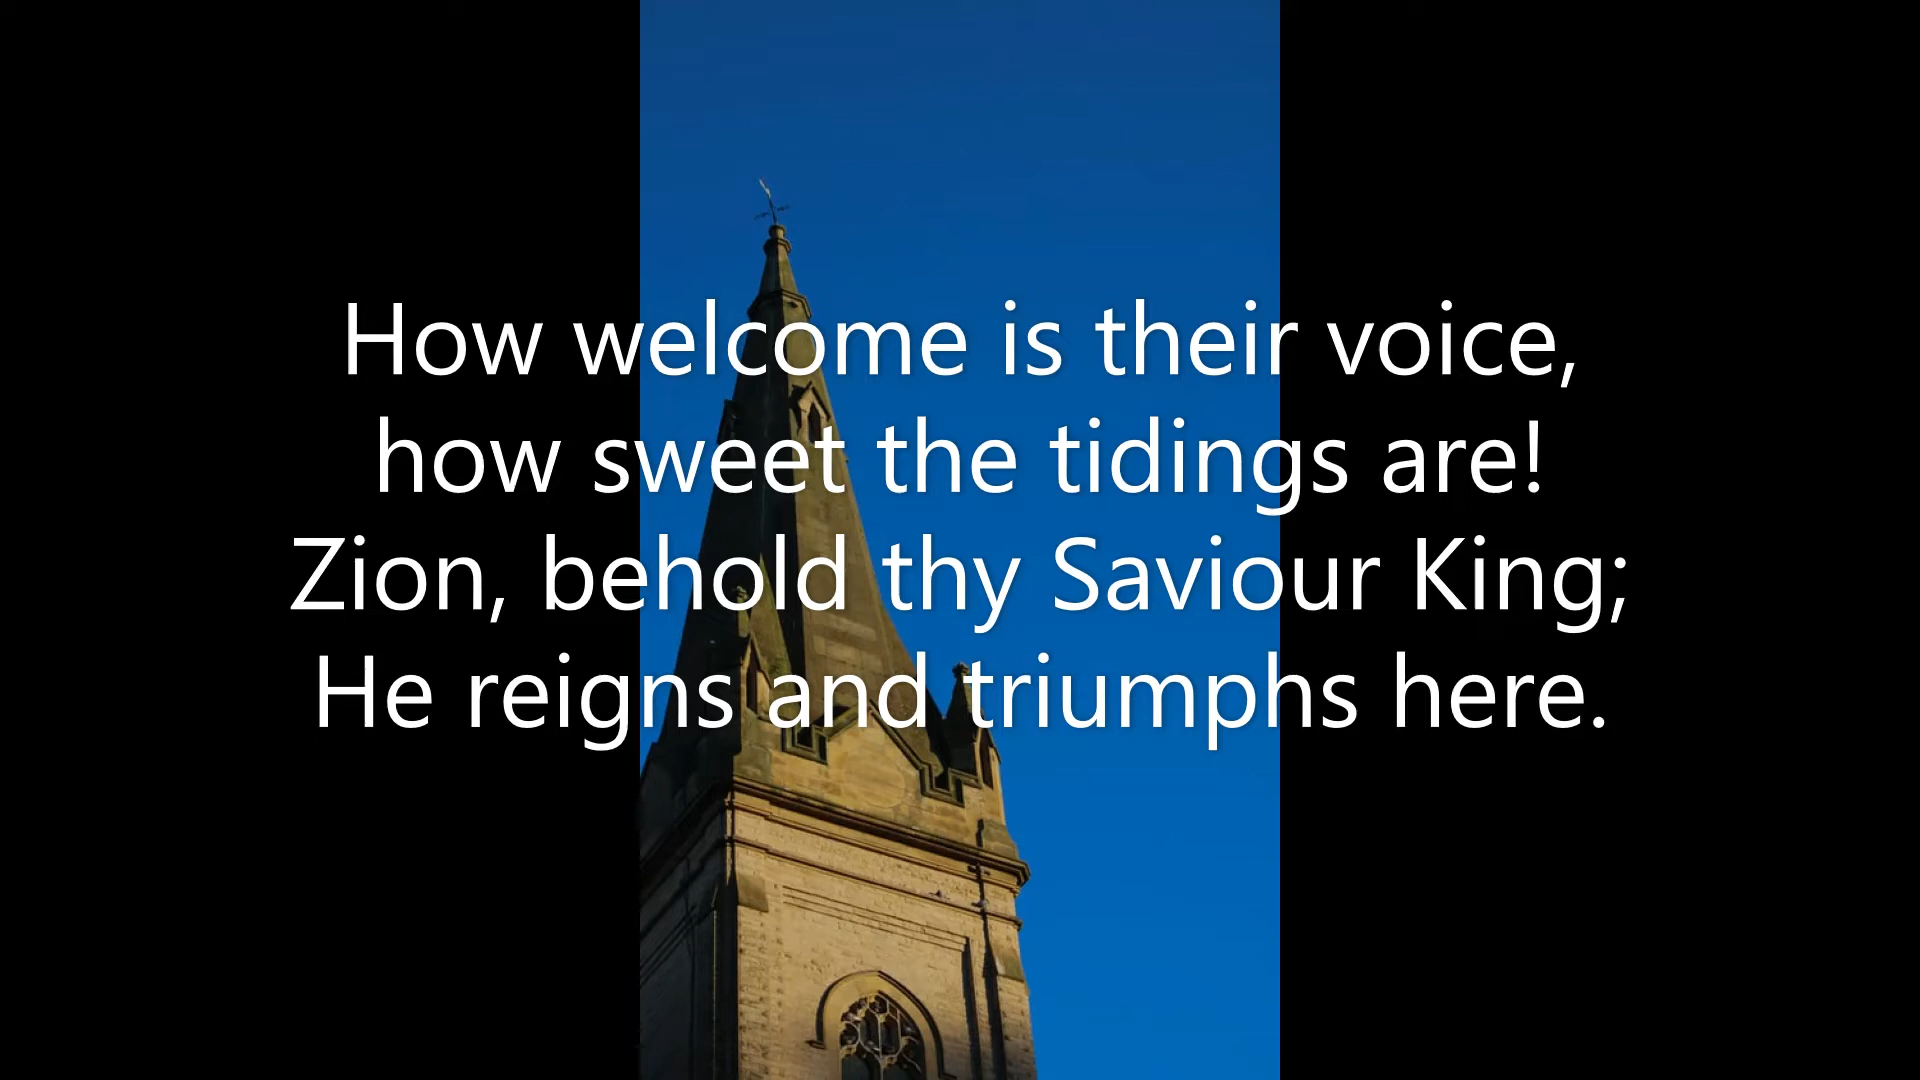 How welcome is their voice,
how sweet the tidings are!
Zion, behold thy Saviour King;
He reigns and triumphs here.